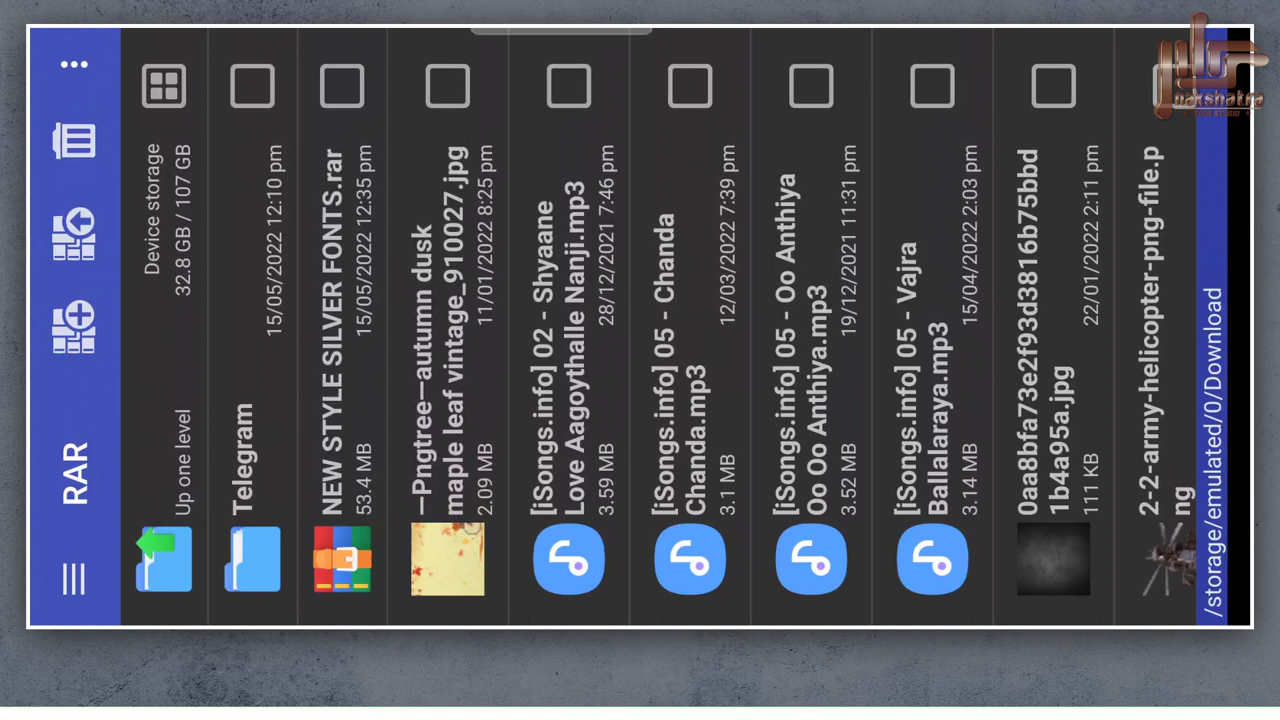 RAR
Device storage
Up one level
32.8 GB / 107 GB
Telegram
15/05/2022 12:10 pm
NEW STYLE SILVER FONTS.rar
53.4 MB
15/05/2022 12:35 pm
—Pngtree—autumn dusk
maple leaf vintage_910027.jpg
2.09 MB
11/01/2022 8:25 pm
[iSongs.info] 02 - Shyaane
Love Aagoythalle Nanji.mp3
3.59 MB
28/12/2021 7:46 pm
[iSongs.info] 05 - Chanda
Chanda.mp3
3.1 MB
12/03/2022 7:39 pm
[iSongs.info] 05 - Oo Anthiya
Oo Oo Anthiya.mp3
3.52 MB
19/12/2021 11:31 pm
[iSongs.info] 05 - Vajra
Ballalaraya.mp3
3.14 MB
15/04/2022 2:03 pm
0aa8bfa73e2f93d3816b75bbd
1b4a95a.jpg
111 KB
22/01/2022 2:11 pm
2-2-2-army-helicopter-png-file.p
ng
/storage/emulated/0/Download
nakshatra